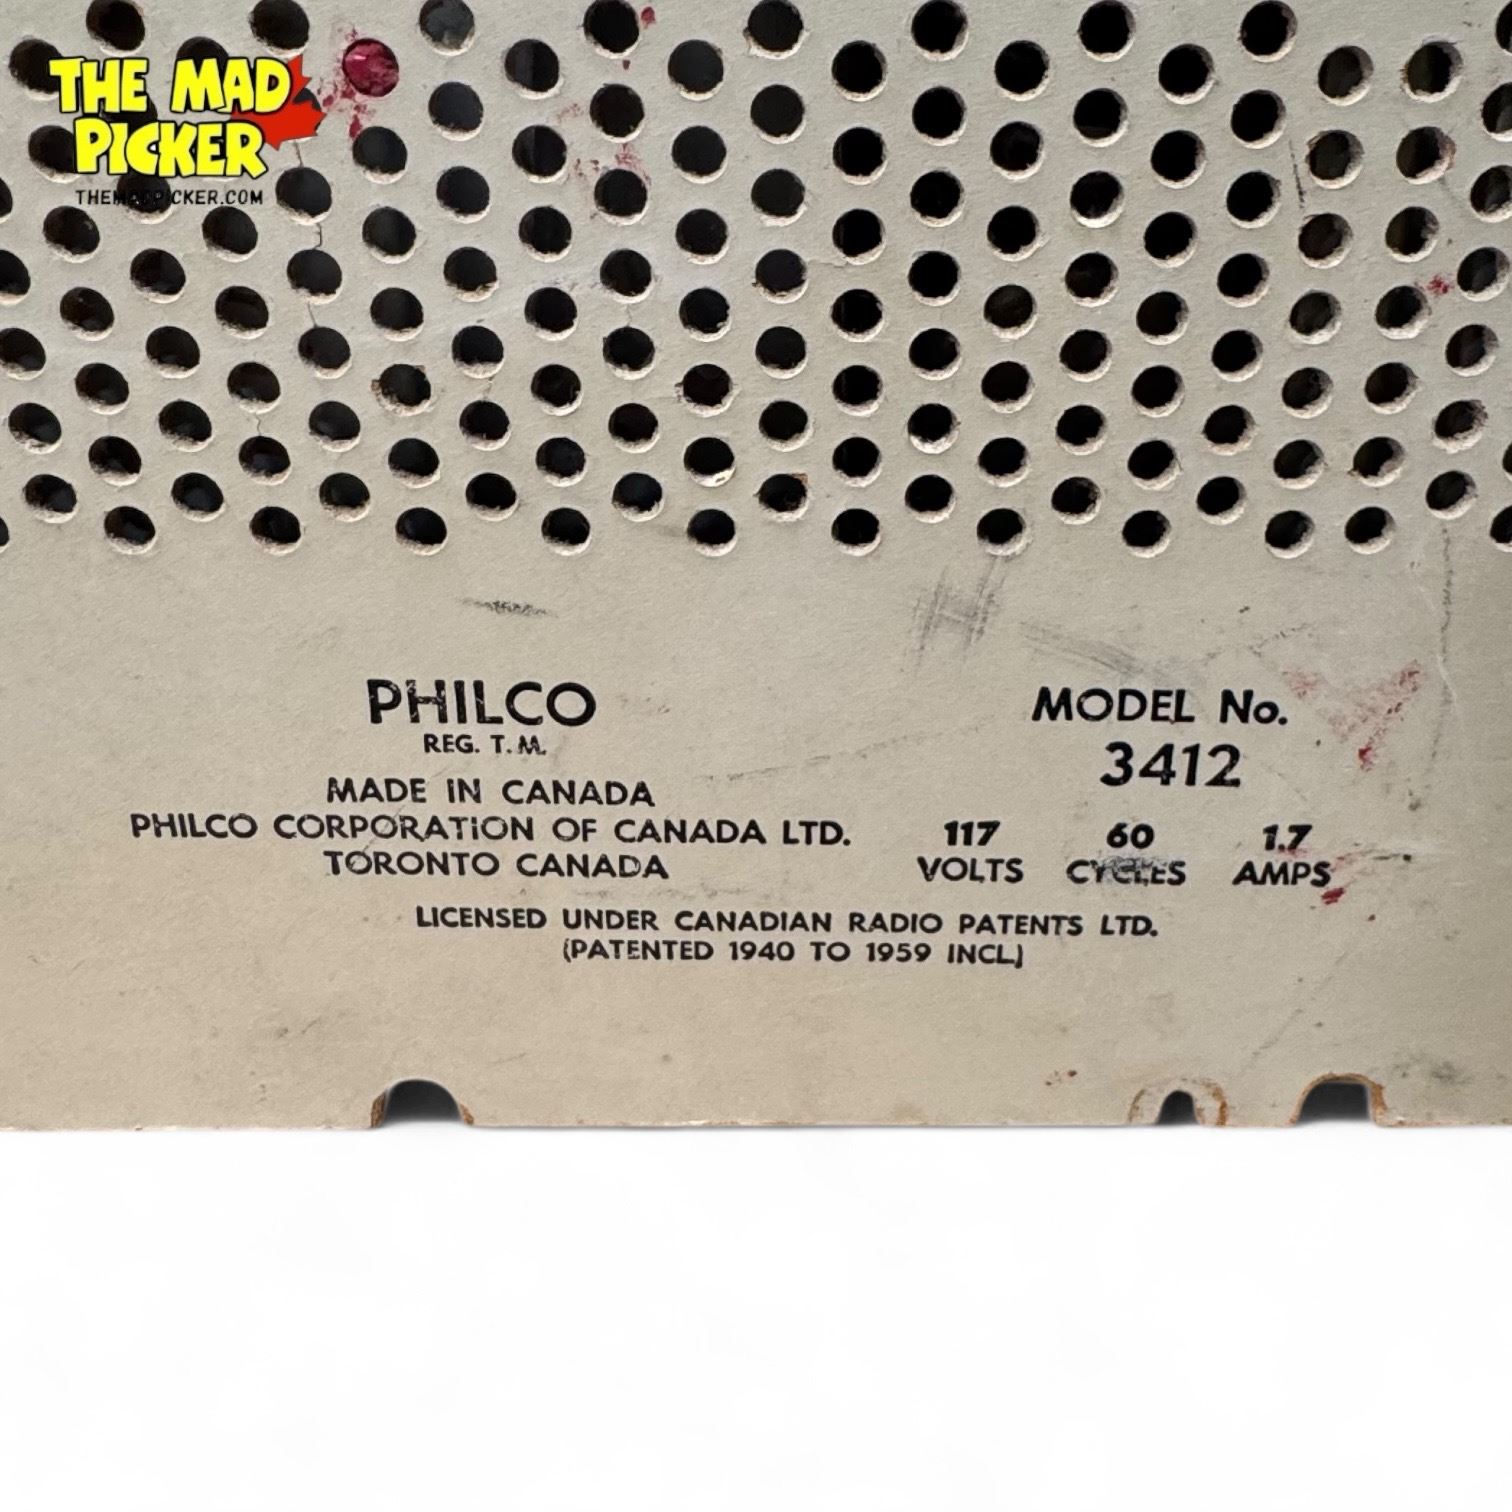 THE MAD
PICKER
THEMADPICKER.COM
PHILCO
REG. T. M.
MADE IN CANADA
PHILCO CORPORATION OF CANADA LTD.
TORONTO CANADA
MODEL No.
3412
117 60 1.7
VOLTS CYCLES AMPS
LICENSED UNDER CANADIAN RADIO PATENTS LTD.
(PATENTED 1940 TO 1959 INCL.)